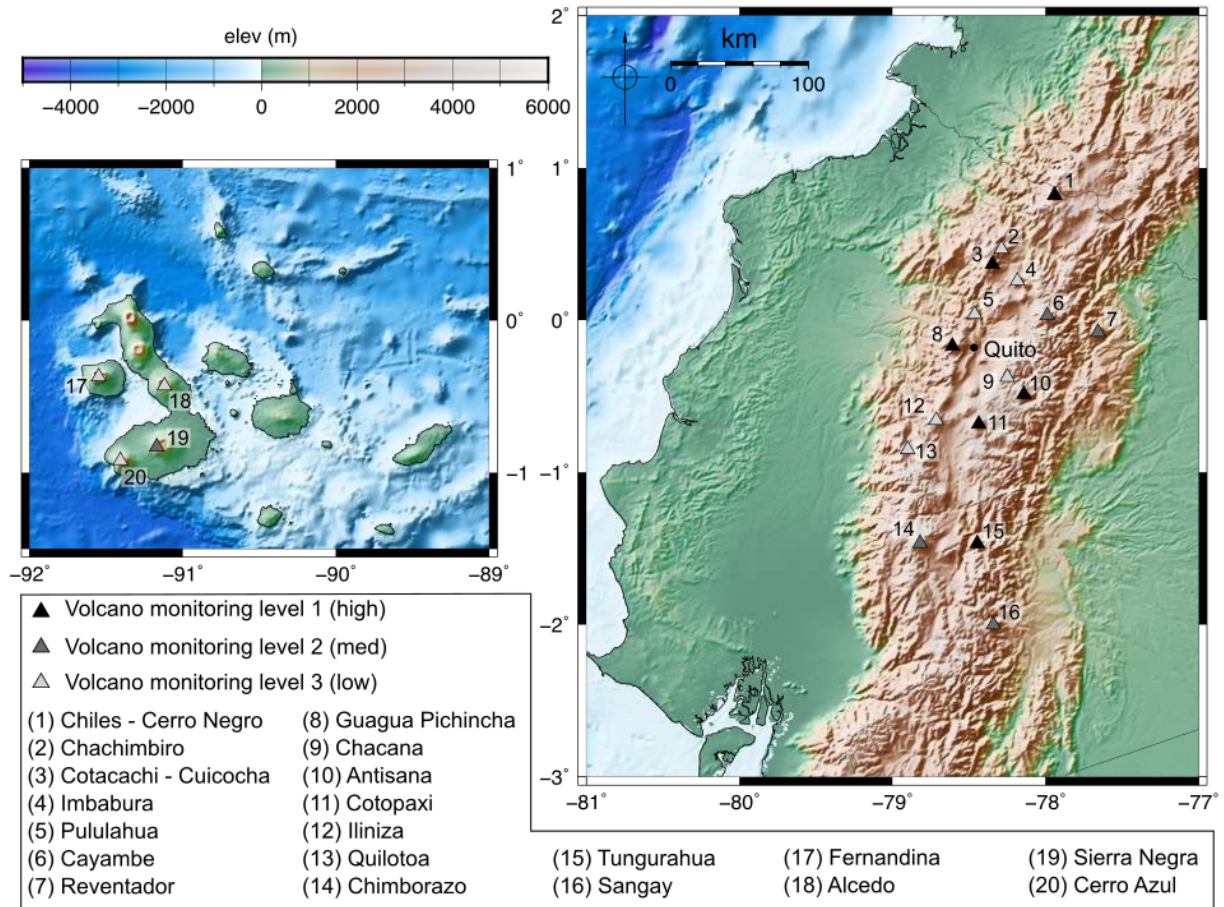 elev (m)
−4000 −2000 0 2000 4000 6000
km
0 100
2˚
1˚
0˚
−1˚
−2˚
−3˚
−81˚ −80˚ −79˚ −78˚ −77˚
1
2
3
4
5
6
7
8
Quito
9
10
11
12
13
14
15
16
1˚
0˚
−1˚
−92˚ −91˚ −90˚ −89˚
17
18
19
20
Volcano monitoring level 1 (high)
Volcano monitoring level 2 (med)
Volcano monitoring level 3 (low)
(1) Chiles - Cerro Negro
(2) Chachimbiro
(3) Cotacachi - Cuicocha
(4) Imbabura
(5) Pululahua
(6) Cayambe
(7) Reventador
(8) Guagua Pichincha
(9) Chacana
(10) Antisana
(11) Cotopaxi
(12) Iliniza
(13) Quilotoa
(14) Chimborazo
(15) Tungurahua
(16) Sangay
(17) Fernandina
(18) Alcedo
(19) Sierra Negra
(20) Cerro Azul